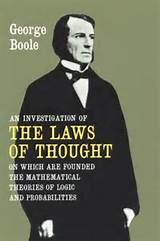 George
Boole
AN INVESTIGATION OF
THE LAWS
OF THOUGHT
ON WHICH ARE FOUNDED
THE MATHEMATICAL
THEORIES OF LOGIC
AND PROBABILITIES